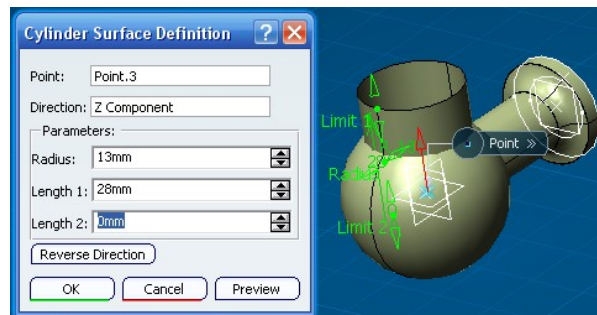 Cylinder Surface Definition
Point: Point.3
Direction: Z Component
Parameters:
Radius: 13mm
Length 1: 28mm
Length 2: 0mm
Reverse Direction
OK Cancel Preview
Limit 1
Point »
Radius
Limit 2